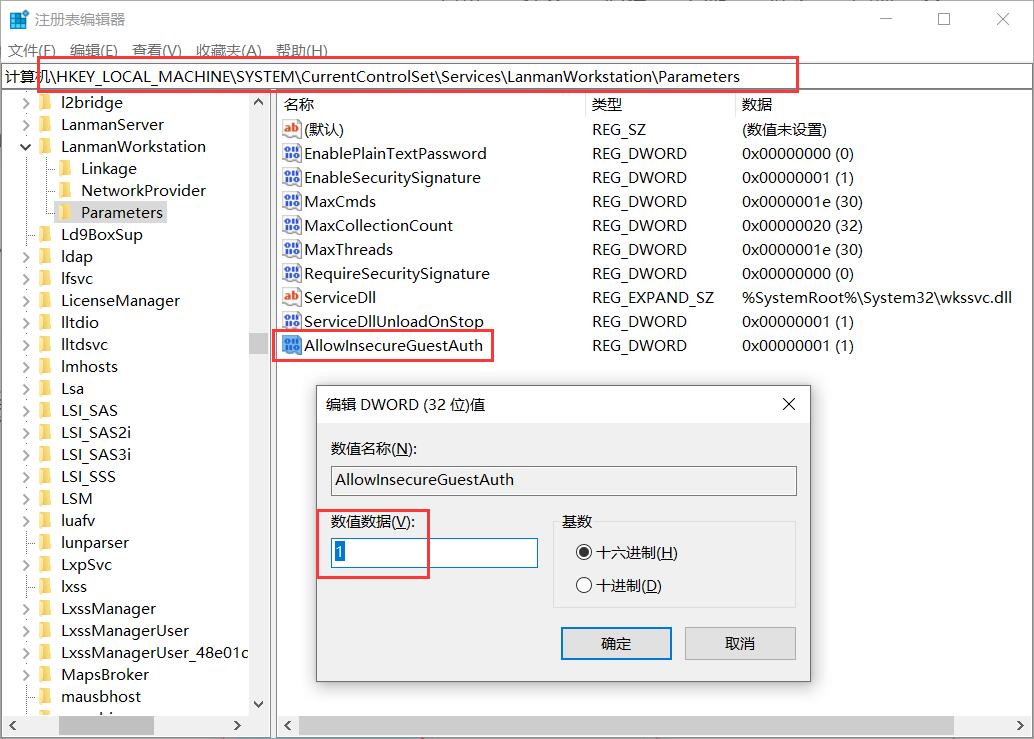 注册表编辑器
文件(F) 编辑(E) 查看(V) 收藏夹(A) 帮助(H)
计算机\HKEY_LOCAL_MACHINE\SYSTEM\CurrentControlSet\Services\LanmanWorkstation\Parameters
l2bridge
LanmanServer
LanmanWorkstation
Linkage
NetworkProvider
Parameters
Ld9BoxSup
ldap
lfsvc
LicenseManager
lltdio
lltdsvc
lmhosts
Lsa
LSI_SAS
LSI_SAS2i
LSI_SAS3i
LSI_SSS
LSM
luafv
lunparser
LxpSvc
lxss
LxssManager
LxssManagerUser
LxssManagerUser_48e01c
MapsBroker
mausbhost
名称 类型 数据
(默认) REG_SZ (数值未设置)
EnablePlainTextPassword REG_DWORD 0x00000000 (0)
EnableSecuritySignature REG_DWORD 0x00000001 (1)
MaxCmds REG_DWORD 0x0000001e (30)
MaxCollectionCount REG_DWORD 0x00000020 (32)
MaxThreads REG_DWORD 0x0000001e (30)
RequireSecuritySignature REG_DWORD 0x00000000 (0)
ServiceDll REG_EXPAND_SZ %SystemRoot%\System32\wkssvc.dll
ServiceDllUnloadOnStop REG_DWORD 0x00000001 (1)
AllowInsecureGuestAuth REG_DWORD 0x00000001 (1)
编辑 DWORD (32 位)值
数值名称(N):
AllowInsecureGuestAuth
数值数据(V):
1
基数
十六进制(H)
十进制(D)
确定 取消